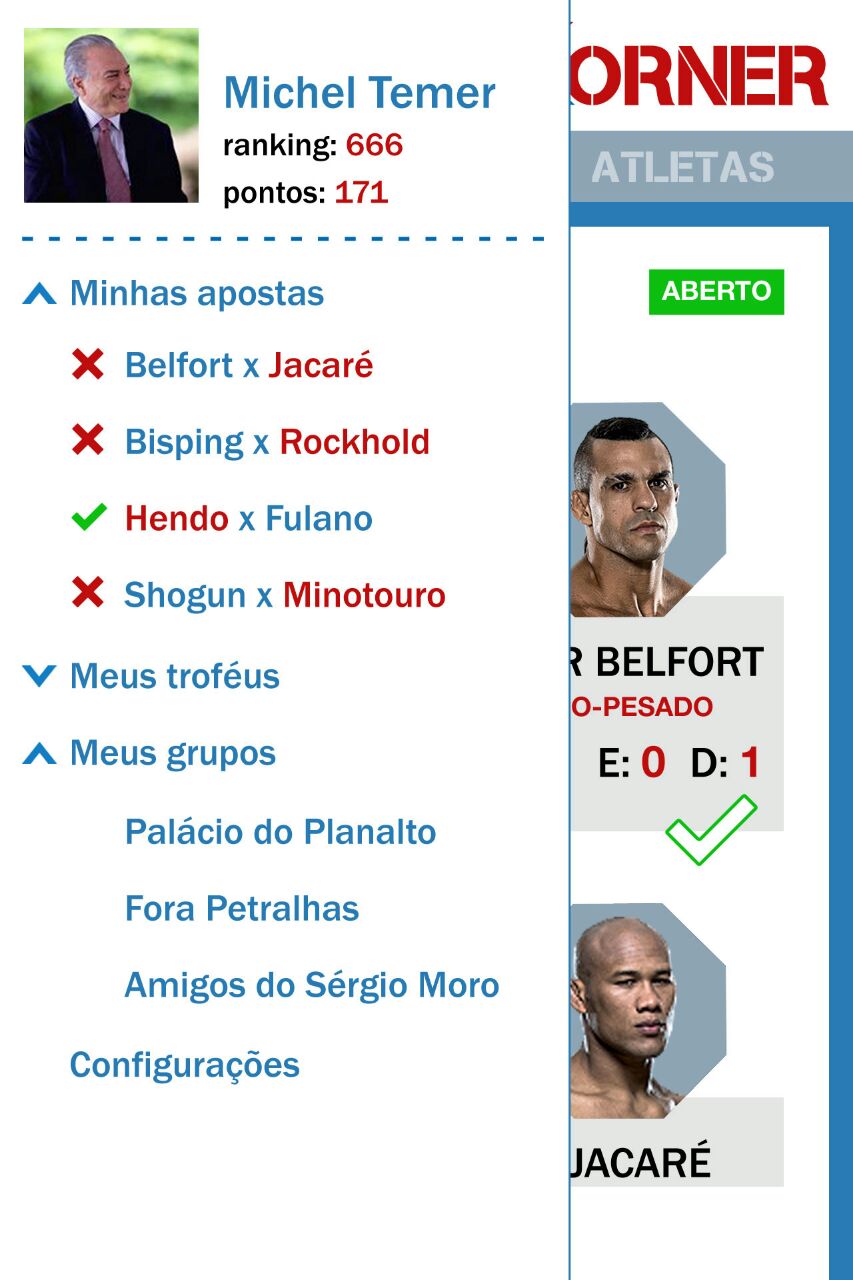 Michel Temer
ranking: 666
pontos: 171
Minhas apostas
Belfort x Jacaré
Bisping x Rockhold
Hendo x Fulano
Shogun x Minotouro
Meus troféus
Meus grupos
Palácio do Planalto
Fora Petralhas
Amigos do Sérgio Moro
Configurações
ORNER
ATLETAS
ABERTO
R BELFORT
O-PESADO
E: 0 D: 1
JACARÉ